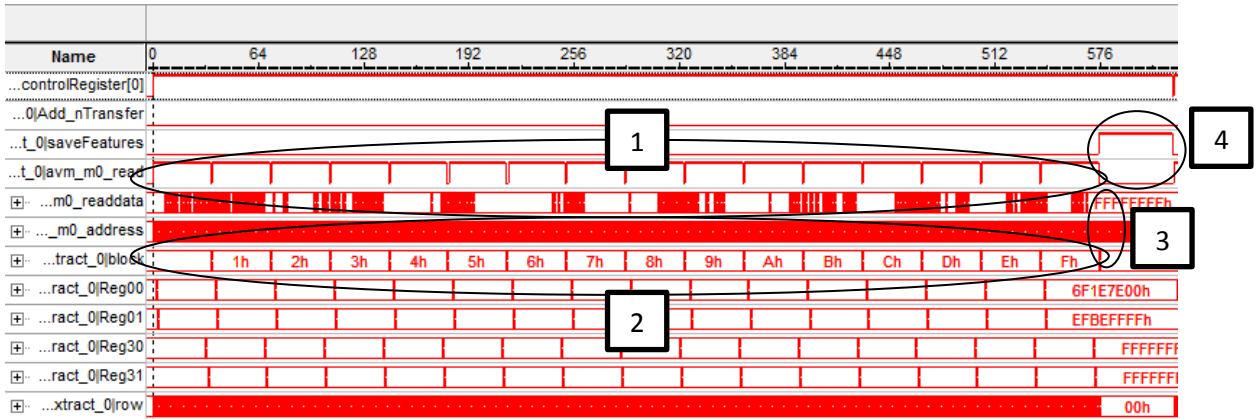 Name 0 64 128 192 256 320 384 448 512 576
...controlRegister[0]
...0|Add_nTransfer
1
4
...t_0|saveFeatures
...t_0|avm_m0_read
...m0_readdata FFFFFFFFh
..._m0_address
3
...tract_0|block 1h 2h 3h 4h 5h 6h 7h 8h 9h Ah Bh Ch Dh Eh Fh
...ract_0|Reg00 6F1E7E00h
2
...ract_0|Reg01 EFBEFFFFh
...ract_0|Reg30 FFFFFFF
...ract_0|Reg31 FFFFFFF
...xtract_0|row 00h